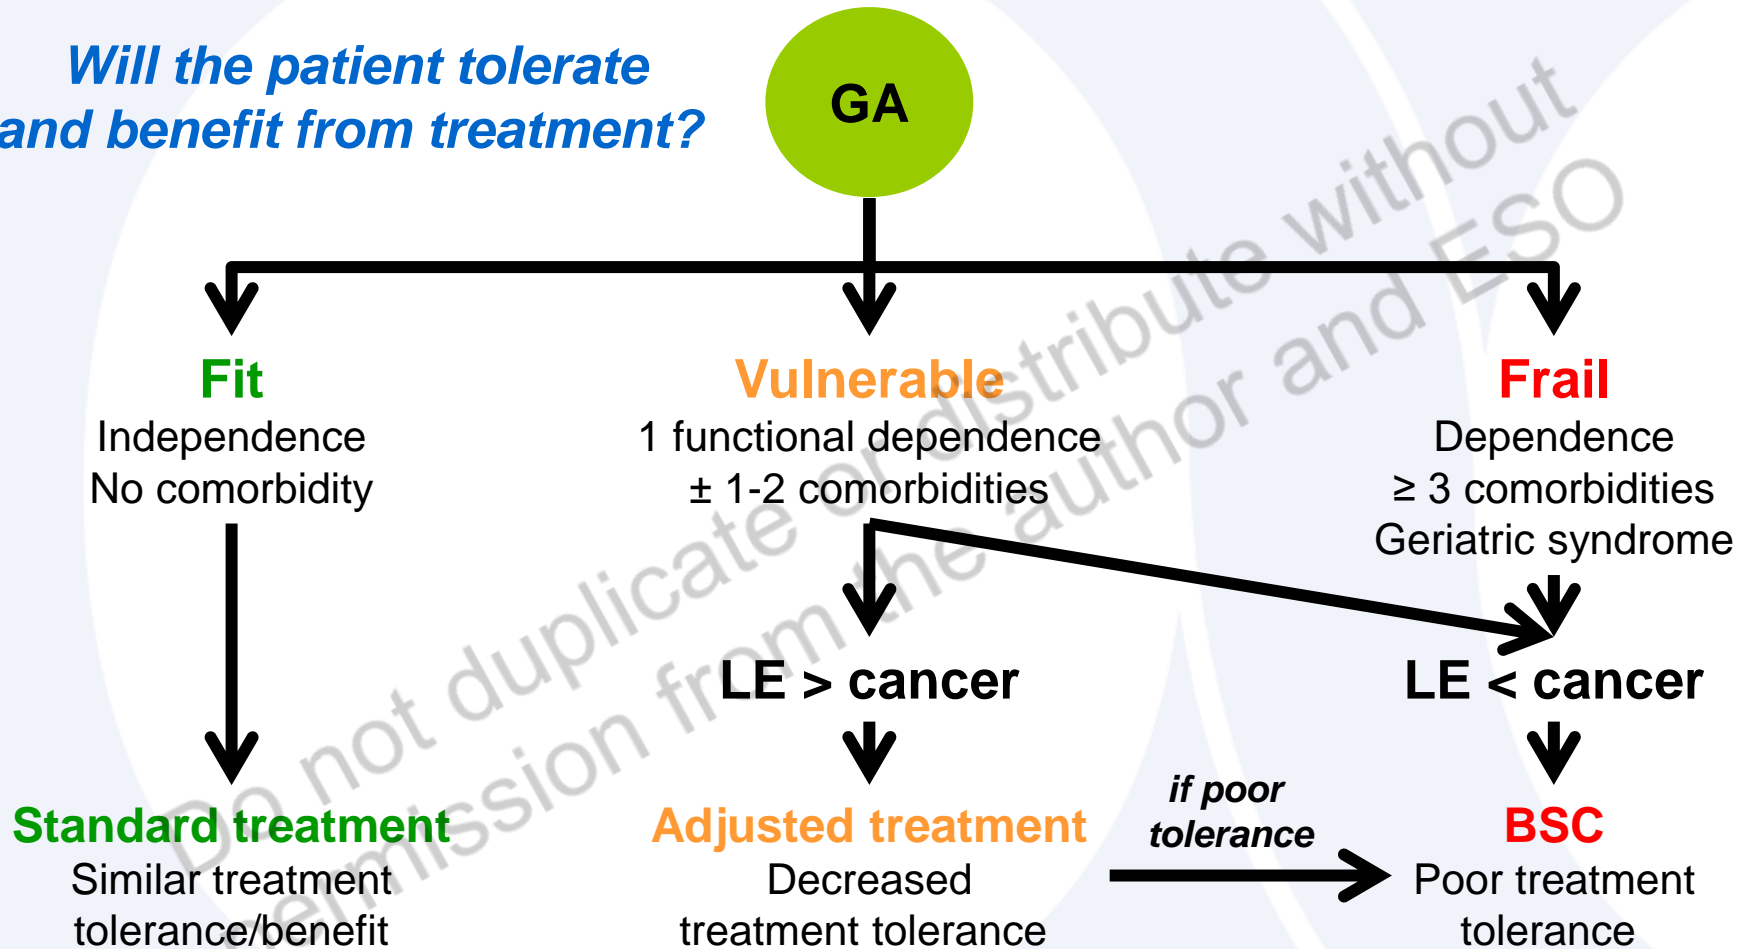 Will the patient tolerate
and benefit from treatment?
GA
Fit
Independence
No comorbidity
Vulnerable
1 functional dependence
± 1-2 comorbidities
Frail
Dependence
≥ 3 comorbidities
Geriatric syndrome
LE > cancer
LE < cancer
Standard treatment
Similar treatment
tolerance/benefit
Adjusted treatment
Decreased
treatment tolerance
if poor
tolerance
BSC
Poor treatment
tolerance
Do not duplicate or distribute without
permission from the author and ESO